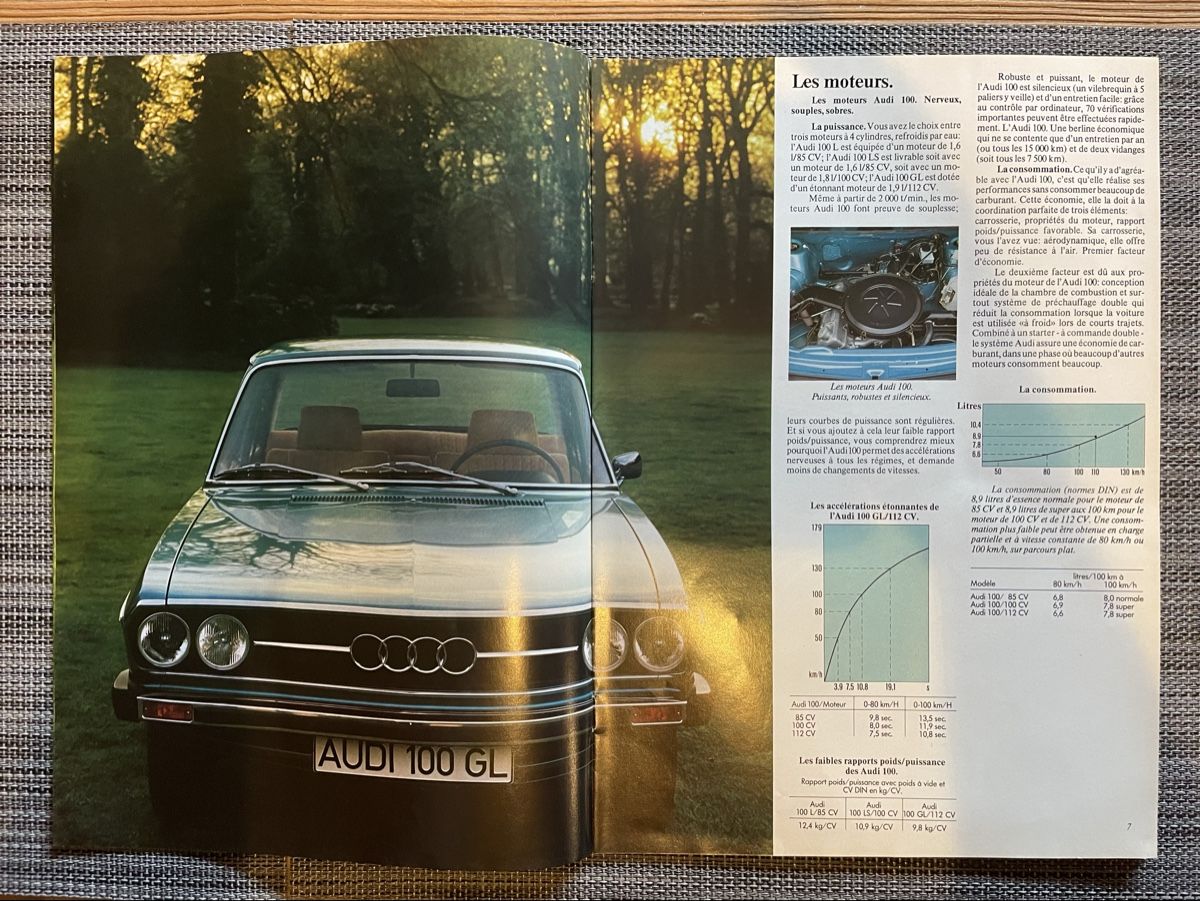 AUDI 100 GL
Les moteurs.
Les moteurs Audi 100. Nerveux,
souples, sobres.
La puissance. Vous avez le choix entre
trois moteurs à 4 cylindres, refroidis par eau:
l'Audi 100 L est équipée d'un moteur de 1,6
l/85 CV; l'Audi 100 LS est livrable soit avec
un moteur de 1,6 l/85 CV, soit avec un mo-
teur de 1,8 l/100 CV; l'Audi 100 GL est dotée
d'un étonnant moteur de 1,9 l/112 CV.
Même à partir de 2 000 t/min., les mo-
teurs Audi 100 font preuve de souplesse;
Les moteurs Audi 100.
Puissants, robustes et silencieux.
leurs courbes de puissance sont régulières.
Et si vous ajoutez à cela leur faible rapport
poids/puissance, vous comprendrez mieux
pourquoi l'Audi 100 permet des accélérations
nerveuses à tous les régimes, et demande
moins de changements de vitesses.
Les accélérations étonnantes de
l'Audi 100 GL/112 CV.
179
130
100
80
50
km/h
3.9 7.5 10.8 19.1 s
Audi 100/Moteur 0-80 km/H 0-100 km/H
85 CV 9,8 sec. 13,5 sec.
100 CV 8,0 sec. 11,9 sec.
112 CV 7,5 sec. 10,8 sec.
Les faibles rapports poids/puissance
des Audi 100.
Rapport poids/puissance avec poids à vide et
CV DIN en kg/CV.
Audi Audi Audi
100 L/85 CV 100 LS/100 CV 100 GL/112 CV
12,4 kg/CV 10,9 kg/CV 9,8 kg/CV
Robuste et puissant, le moteur de
l'Audi 100 est silencieux (un vilebrequin à 5
paliers y veille) et d'un entretien facile: grâce
au contrôle par ordinateur, 70 vérifications
importantes peuvent être effectuées rapide-
ment. L'Audi 100. Une berline économique
qui ne se contente que d'un entretien par an
(ou tous les 15 000 km) et de deux vidanges
(soit tous les 7 500 km).
La consommation. Ce qu'il y a d'agréa-
ble avec l'Audi 100, c'est qu'elle réalise ses
performances sans consommer beaucoup de
carburant. Cette économie, elle la doit à la
coordination parfaite de trois éléments:
carrosserie, propriétés du moteur, rapport
poids/puissance favorable. Sa carrosserie,
vous l'avez vue: aérodynamique, elle offre
peu de résistance à l'air. Premier facteur
d'économie.
Le deuxième facteur est dû aux pro-
priétés du moteur de l'Audi 100: conception
idéale de la chambre de combustion et sur-
tout système de préchauffage double qui
réduit la consommation lorsque la voiture
est utilisée «à froid» lors de courts trajets.
Combiné à un starter - à commande double -
le système Audi assure une économie de car-
burant, dans une phase où beaucoup d'autres
moteurs consomment beaucoup.
La consommation.
Litres
10.4
8.9
7.8
6.6
50 80 100 110 130 km/h
La consommation (normes DIN) est de
8,9 litres d'essence normale pour le moteur de
85 CV et 8,9 litres de super aux 100 km pour le
moteur de 100 CV et de 112 CV. Une consom-
mation plus faible peut être obtenue en charge
partielle et à vitesse constante de 80 km/h ou
100 km/h, sur parcours plat.
litres/100 km à
Modèle 80 km/h 100 km/h
Audi 100/ 85 CV 6,8 8,0 normale
Audi 100/100 CV 6,9 7,8 super
Audi 100/112 CV 6,6 7,8 super
7